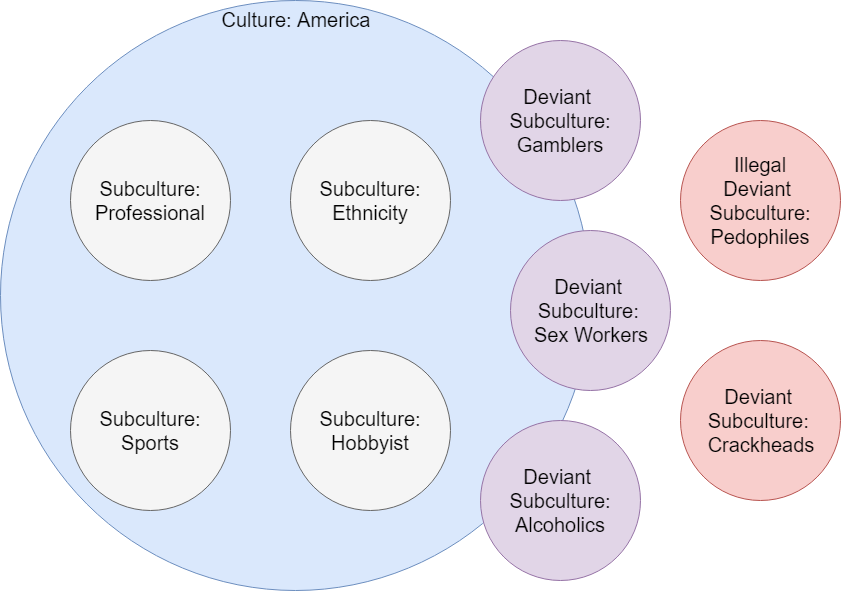 Culture: America
Deviant
Subculture:
Gamblers
Illegal
Deviant
Subculture:
Pedophiles
Subculture:
Professional
Subculture:
Ethnicity
Deviant
Subculture:
Sex Workers
Deviant
Subculture:
Crackheads
Subculture:
Sports
Subculture:
Hobbyist
Deviant
Subculture:
Alcoholics